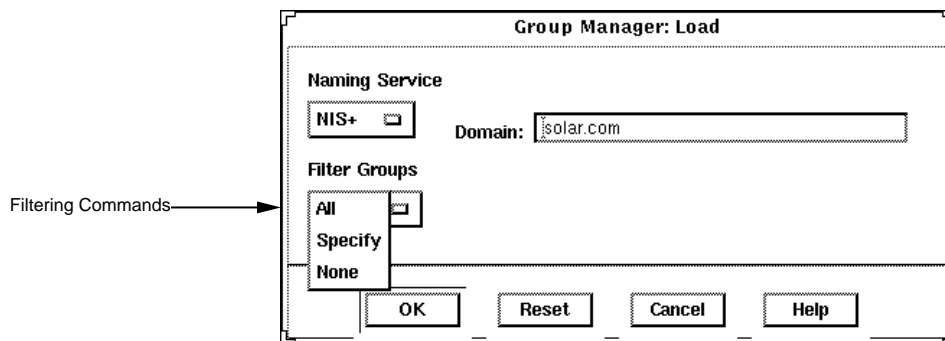 Group Manager: Load
Naming Service
NIS+
Domain: solar.com
Filter Groups
Filtering Commands
All
Specify
None
OK Reset Cancel Help